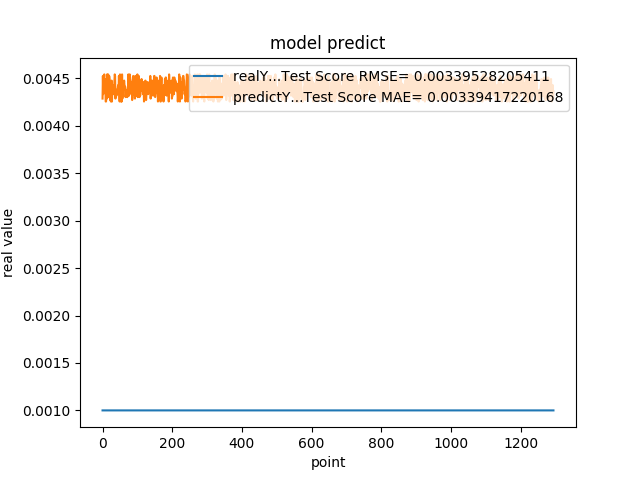 model predict
realY...Test Score RMSE= 0.00339528205411
predictY...Test Score MAE= 0.00339417220168
0.0045
0.0040
0.0035
0.0030
0.0025
0.0020
0.0015
0.0010
real value
0 200 400 600 800 1000 1200
point